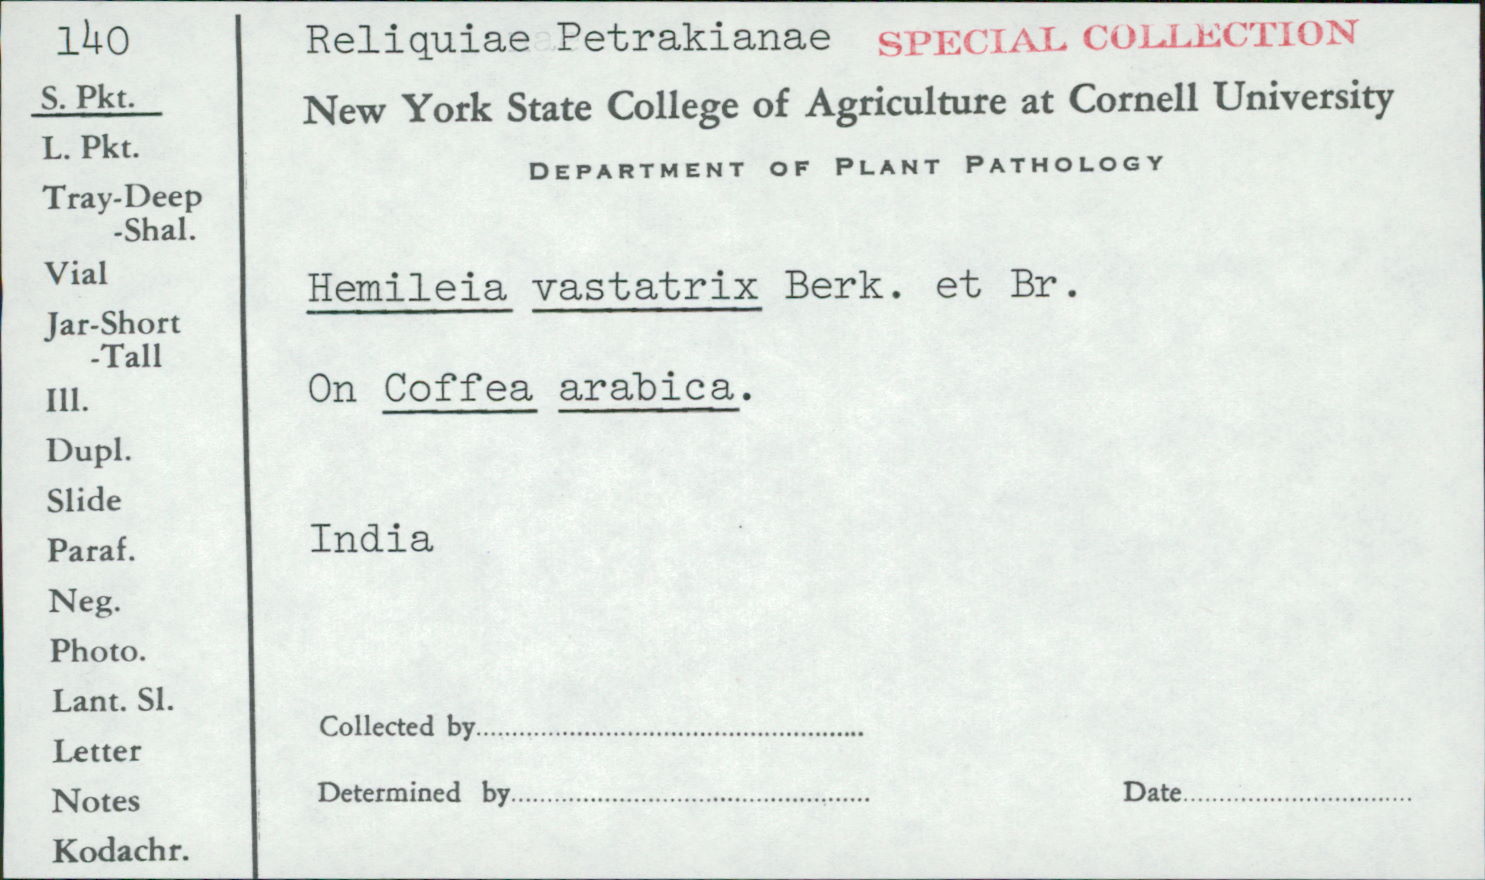 140
S. Pkt.
L. Pkt.
Tray-Deep
-Shal.
Vial
Jar-Short
-Tall
Ill.
Dupl.
Slide
Paraf.
Neg.
Photo.
Lant. Sl.
Letter
Notes
Kodachr.
Reliquiae Petrakianae SPECIAL COLLECTION
New York State College of Agriculture at Cornell University
DEPARTMENT OF PLANT PATHOLOGY
Hemileia vastatrix Berk. et Br.
On Coffea arabica.
India
Collected by
Determined by
Date